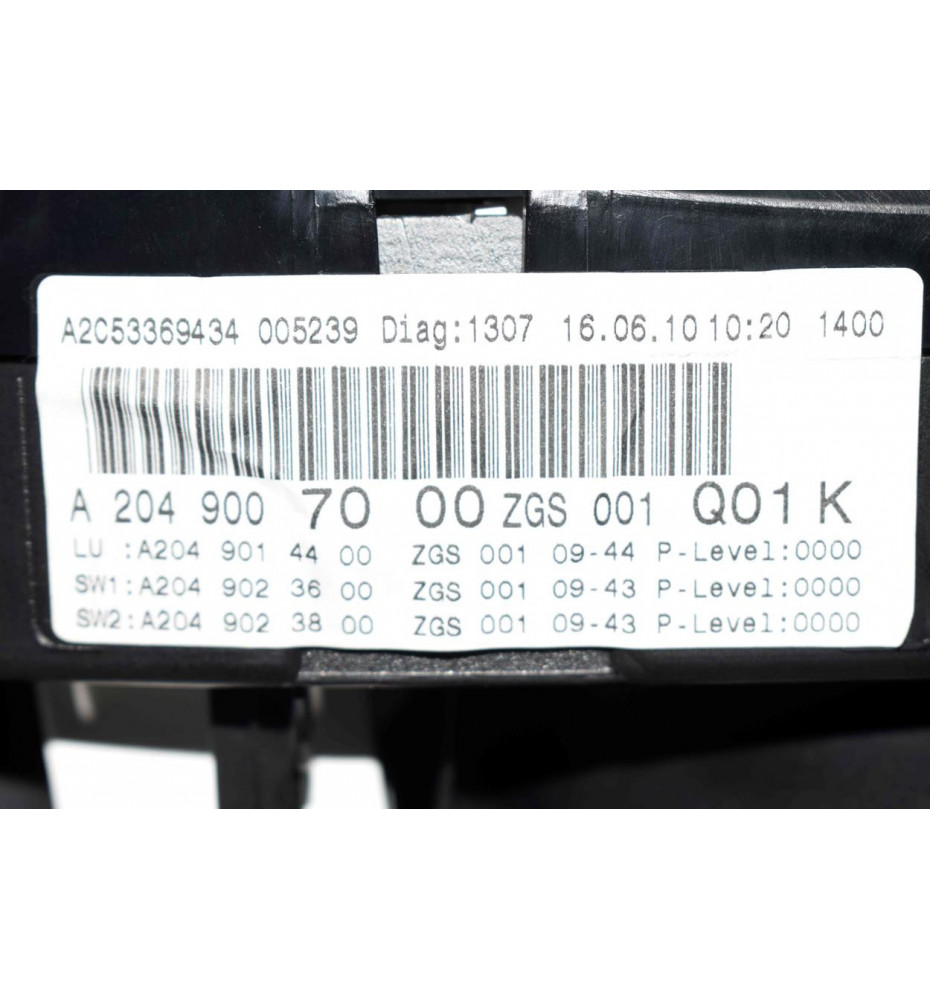 A2C53369434 005239 Diag:1307 16.06.10 10:20 1400
A 204 900 70 00 ZGS 001 Q01 K
LU :A204 901 44 00 ZGS 001 09-44 P-Level:0000
SW1:A204 902 36 00 ZGS 001 09-43 P-Level:0000
SW2:A204 902 38 00 ZGS 001 09-43 P-Level:0000